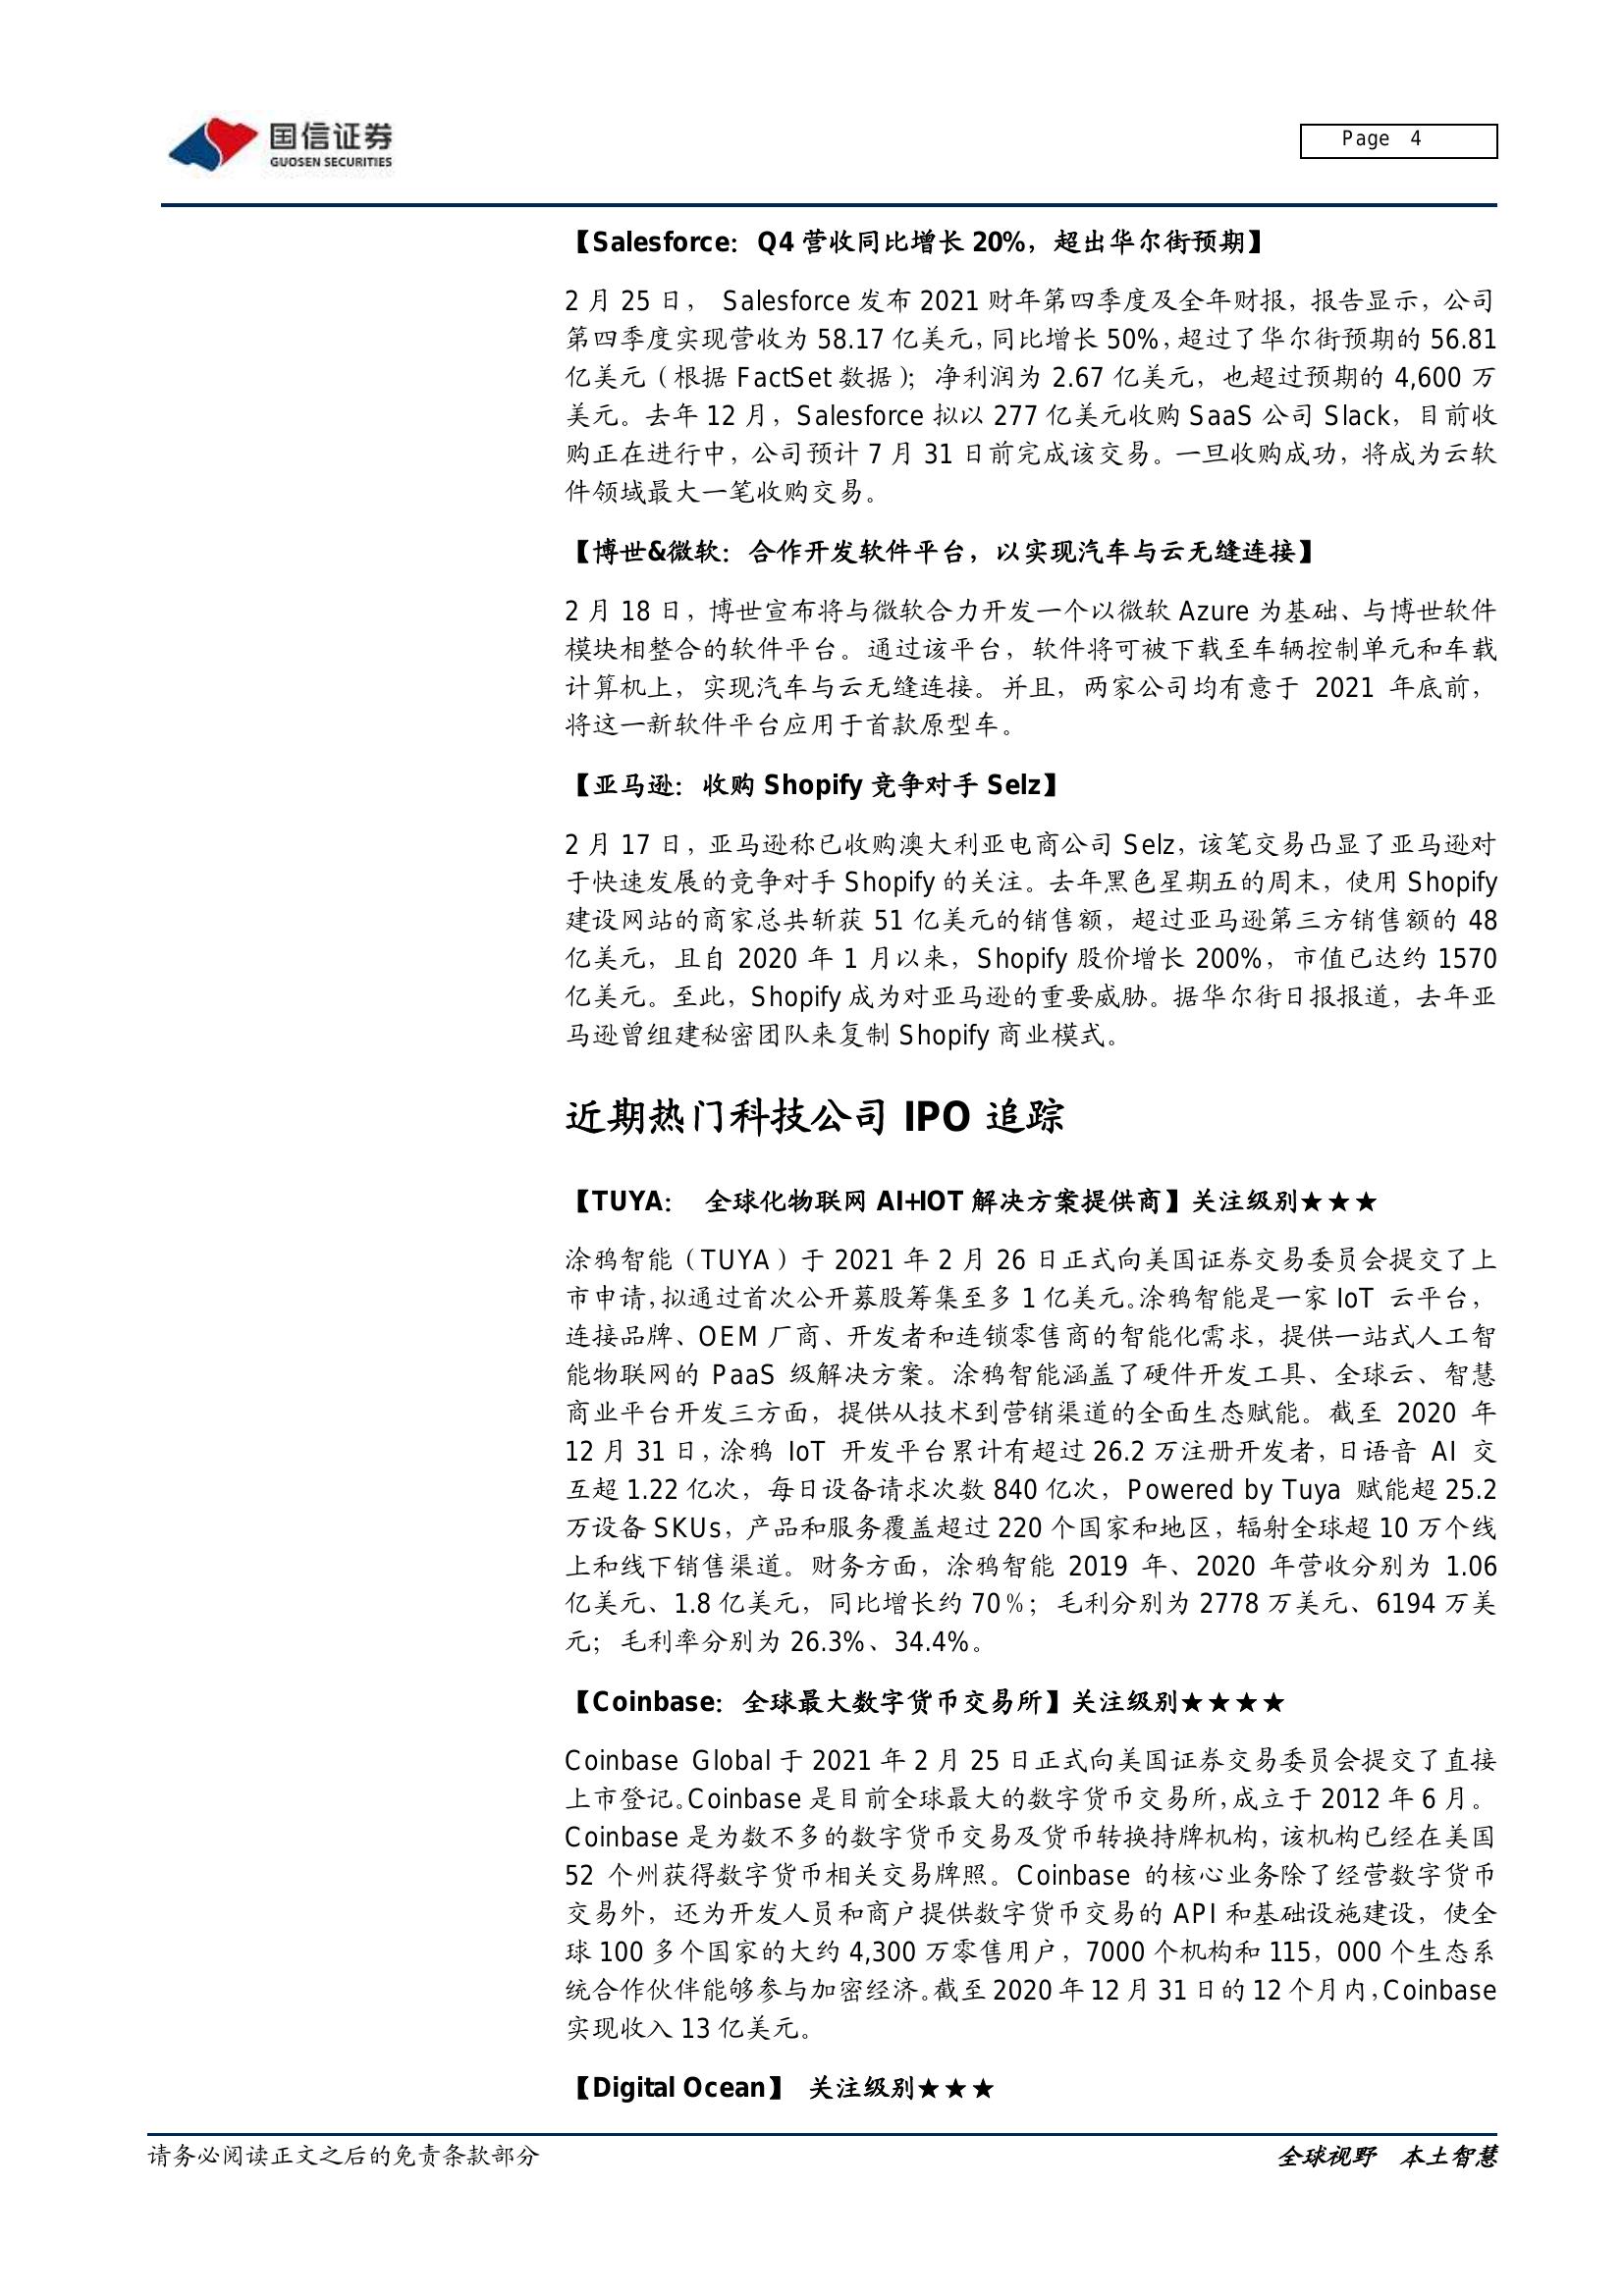 国信证券
GUOSEN SECURITIES
Page 4
【Salesforce：Q4 营收同比增长 20%，超出华尔街预期】
2 月 25 日， Salesforce 发布 2021 财年第四季度及全年财报，报告显示，公司
第四季度实现营收为 58.17 亿美元，同比增长 50%，超过了华尔街预期的 56.81
亿美元（根据 FactSet 数据）；净利润为 2.67 亿美元，也超过预期的 4,600 万
美元。去年 12 月，Salesforce 拟以 277 亿美元收购 SaaS 公司 Slack，目前收
购正在进行中，公司预计 7 月 31 日前完成该交易。一旦收购成功，将成为云软
件领域最大一笔收购交易。
【博世&微软：合作开发软件平台，以实现汽车与云无缝连接】
2 月 18 日，博世宣布将与微软合力开发一个以微软 Azure 为基础、与博世软件
模块相整合的软件平台。通过该平台，软件将可被下载至车辆控制单元和车载
计算机上，实现汽车与云无缝连接。并且，两家公司均有意于 2021 年底前，
将这一新软件平台应用于首款原型车。
【亚马逊：收购 Shopify 竞争对手 Selz】
2 月 17 日，亚马逊称已收购澳大利亚电商公司 Selz，该笔交易凸显了亚马逊对
于快速发展的竞争对手 Shopify 的关注。去年黑色星期五的周末，使用 Shopify
建设网站的商家总共斩获 51 亿美元的销售额，超过亚马逊第三方销售额的 48
亿美元，且自 2020 年 1 月以来，Shopify 股价增长 200%，市值已达约 1570
亿美元。至此，Shopify 成为对亚马逊的重要威胁。据华尔街日报报道，去年亚
马逊曾组建秘密团队来复制 Shopify 商业模式。
近期热门科技公司 IPO 追踪
【TUYA： 全球化物联网 AI+IOT 解决方案提供商】关注级别★★★
涂鸦智能（TUYA）于 2021 年 2 月 26 日正式向美国证券交易委员会提交了上
市申请，拟通过首次公开募股筹集至多 1 亿美元。涂鸦智能是一家 IoT 云平台，
连接品牌、OEM 厂商、开发者和连锁零售商的智能化需求，提供一站式人工智
能物联网的 PaaS 级解决方案。涂鸦智能涵盖了硬件开发工具、全球云、智慧
商业平台开发三方面，提供从技术到营销渠道的全面生态赋能。截至 2020 年
12 月 31 日，涂鸦 IoT 开发平台累计有超过 26.2 万注册开发者，日语音 AI 交
互超 1.22 亿次，每日设备请求次数 840 亿次，Powered by Tuya 赋能超 25.2
万设备 SKUs，产品和服务覆盖超过 220 个国家和地区，辐射全球超 10 万个线
上和线下销售渠道。财务方面，涂鸦智能 2019 年、2020 年营收分别为 1.06
亿美元、1.8 亿美元，同比增长约 70％；毛利分别为 2778 万美元、6194 万美
元；毛利率分别为 26.3%、34.4%。
【Coinbase：全球最大数字货币交易所】关注级别★★★★
Coinbase Global 于 2021 年 2 月 25 日正式向美国证券交易委员会提交了直接
上市登记。Coinbase 是目前全球最大的数字货币交易所，成立于 2012 年 6 月。
Coinbase 是为数不多的数字货币交易及货币转换持牌机构，该机构已经在美国
52 个州获得数字货币相关交易牌照。Coinbase 的核心业务除了经营数字货币
交易外，还为开发人员和商户提供数字货币交易的 API 和基础设施建设，使全
球 100 多个国家的大约 4,300 万零售用户，7000 个机构和 115，000 个生态系
统合作伙伴能够参与加密经济。截至 2020 年 12 月 31 日的 12 个月内，Coinbase
实现收入 13 亿美元。
【Digital Ocean】 关注级别★★★
请务必阅读正文之后的免责条款部分
全球视野 本土智慧